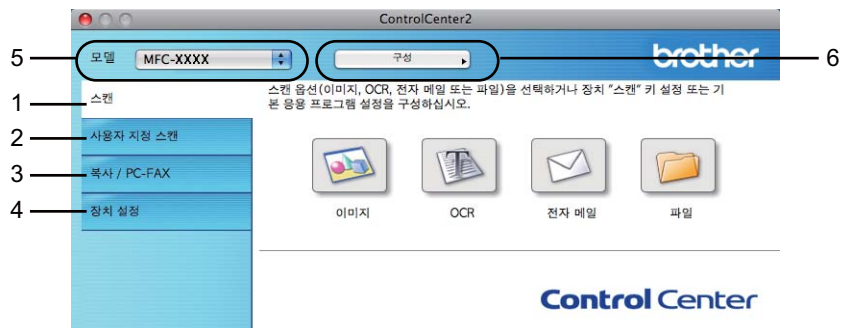 ControlCenter2
5
모델
MFC-XXXX
구성
brother
6
1
스캔
스캔 옵션(이미지, OCR, 전자 메일 또는 파일)을 선택하거나 장치 "스캔" 키 설정 또는 기
본 응용 프로그램 설정을 구성하십시오.
2
사용자 지정 스캔
3
복사 / PC-FAX
4
장치 설정
이미지
OCR
전자 메일
파일
Control Center